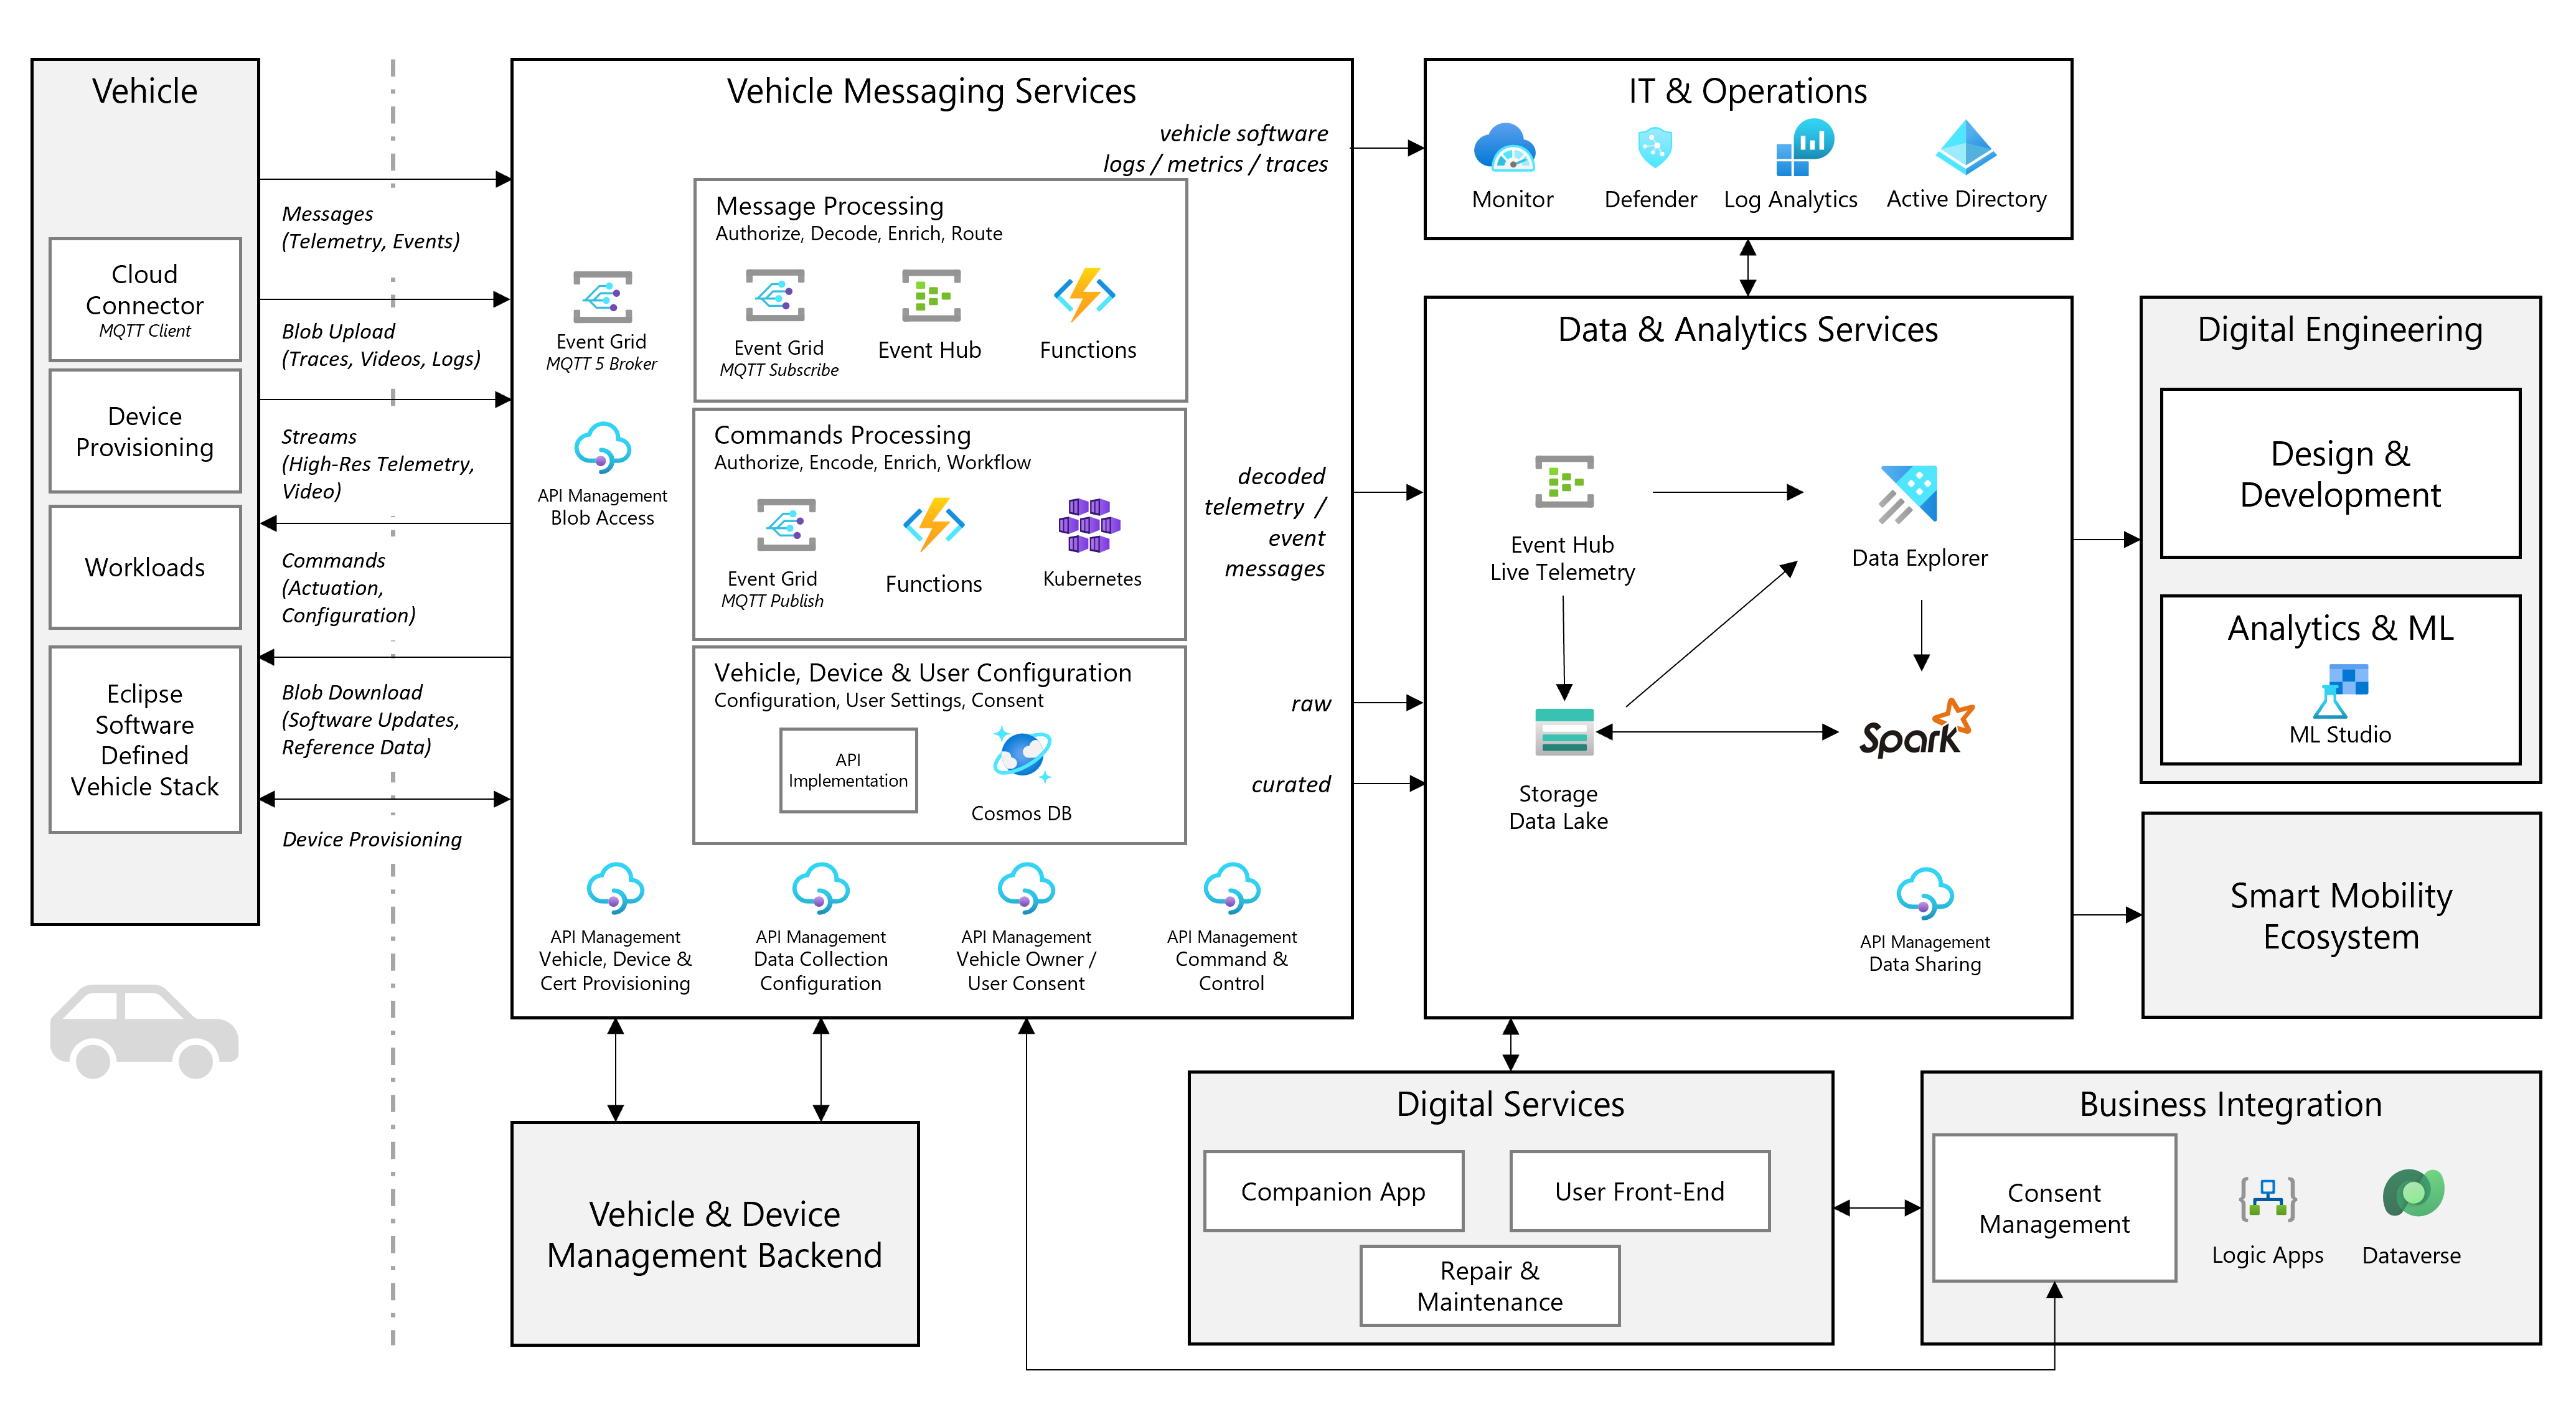 Vehicle
Cloud
Connector
MQTT Client
Device
Provisioning
Workloads
Eclipse
Software
Defined
Vehicle Stack
Messages
(Telemetry, Events)
Blob Upload
(Traces, Videos, Logs)
Streams
(High-Res Telemetry,
Video)
Commands
(Actuation,
Configuration)
Blob Download
(Software Updates,
Reference Data)
Device Provisioning
Vehicle Messaging Services
vehicle software
logs / metrics / traces
Event Grid
MQTT 5 Broker
API Management
Blob Access
Message Processing
Authorize, Decode, Enrich, Route
Event Grid
MQTT Subscribe
Event Hub
Functions
Commands Processing
Authorize, Encode, Enrich, Workflow
Event Grid
MQTT Publish
Functions
Kubernetes
Vehicle, Device & User Configuration
Configuration, User Settings, Consent
API
Implementation
Cosmos DB
decoded
telemetry /
event
messages
raw
curated
API Management
Vehicle, Device &
Cert Provisioning
API Management
Data Collection
Configuration
API Management
Vehicle Owner /
User Consent
API Management
Command &
Control
Vehicle & Device
Management Backend
IT & Operations
Monitor
Defender
Log Analytics
Active Directory
Data & Analytics Services
Event Hub
Live Telemetry
Data Explorer
Storage
Data Lake
Spark
API Management
Data Sharing
Digital Engineering
Design &
Development
Analytics & ML
ML Studio
Smart Mobility
Ecosystem
Digital Services
Companion App
User Front-End
Repair &
Maintenance
Business Integration
Consent
Management
Logic Apps
Dataverse